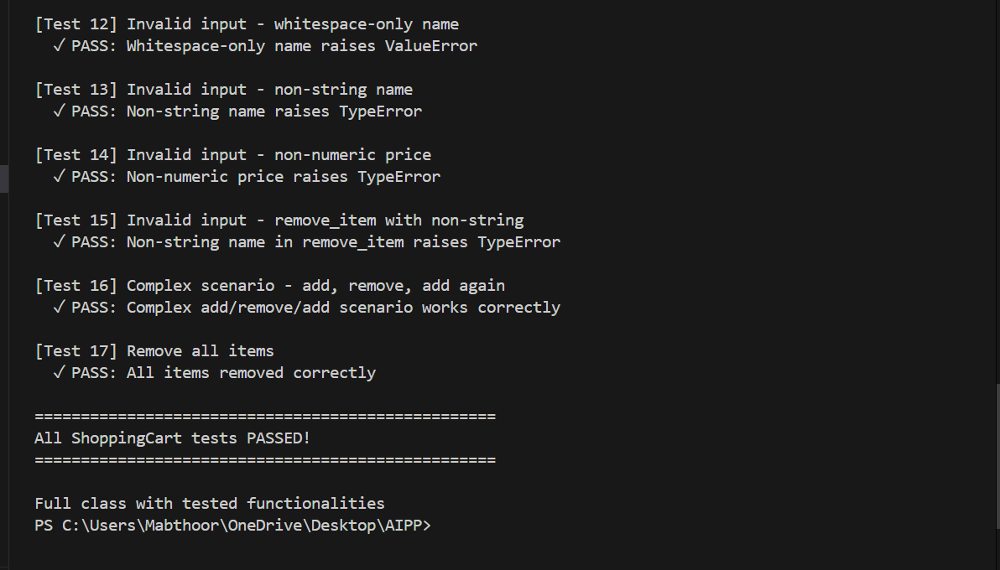 [Test 12] Invalid input - whitespace-only name
✓ PASS: Whitespace-only name raises ValueError
[Test 13] Invalid input - non-string name
✓ PASS: Non-string name raises TypeError
[Test 14] Invalid input - non-numeric price
✓ PASS: Non-numeric price raises TypeError
[Test 15] Invalid input - remove_item with non-string
✓ PASS: Non-string name in remove_item raises TypeError
[Test 16] Complex scenario - add, remove, add again
✓ PASS: Complex add/remove/add scenario works correctly
[Test 17] Remove all items
✓ PASS: All items removed correctly
==================================================
All ShoppingCart tests PASSED!
==================================================
Full class with tested functionalities
PS C:\Users\Mabthoor\OneDrive\Desktop\AIPP>